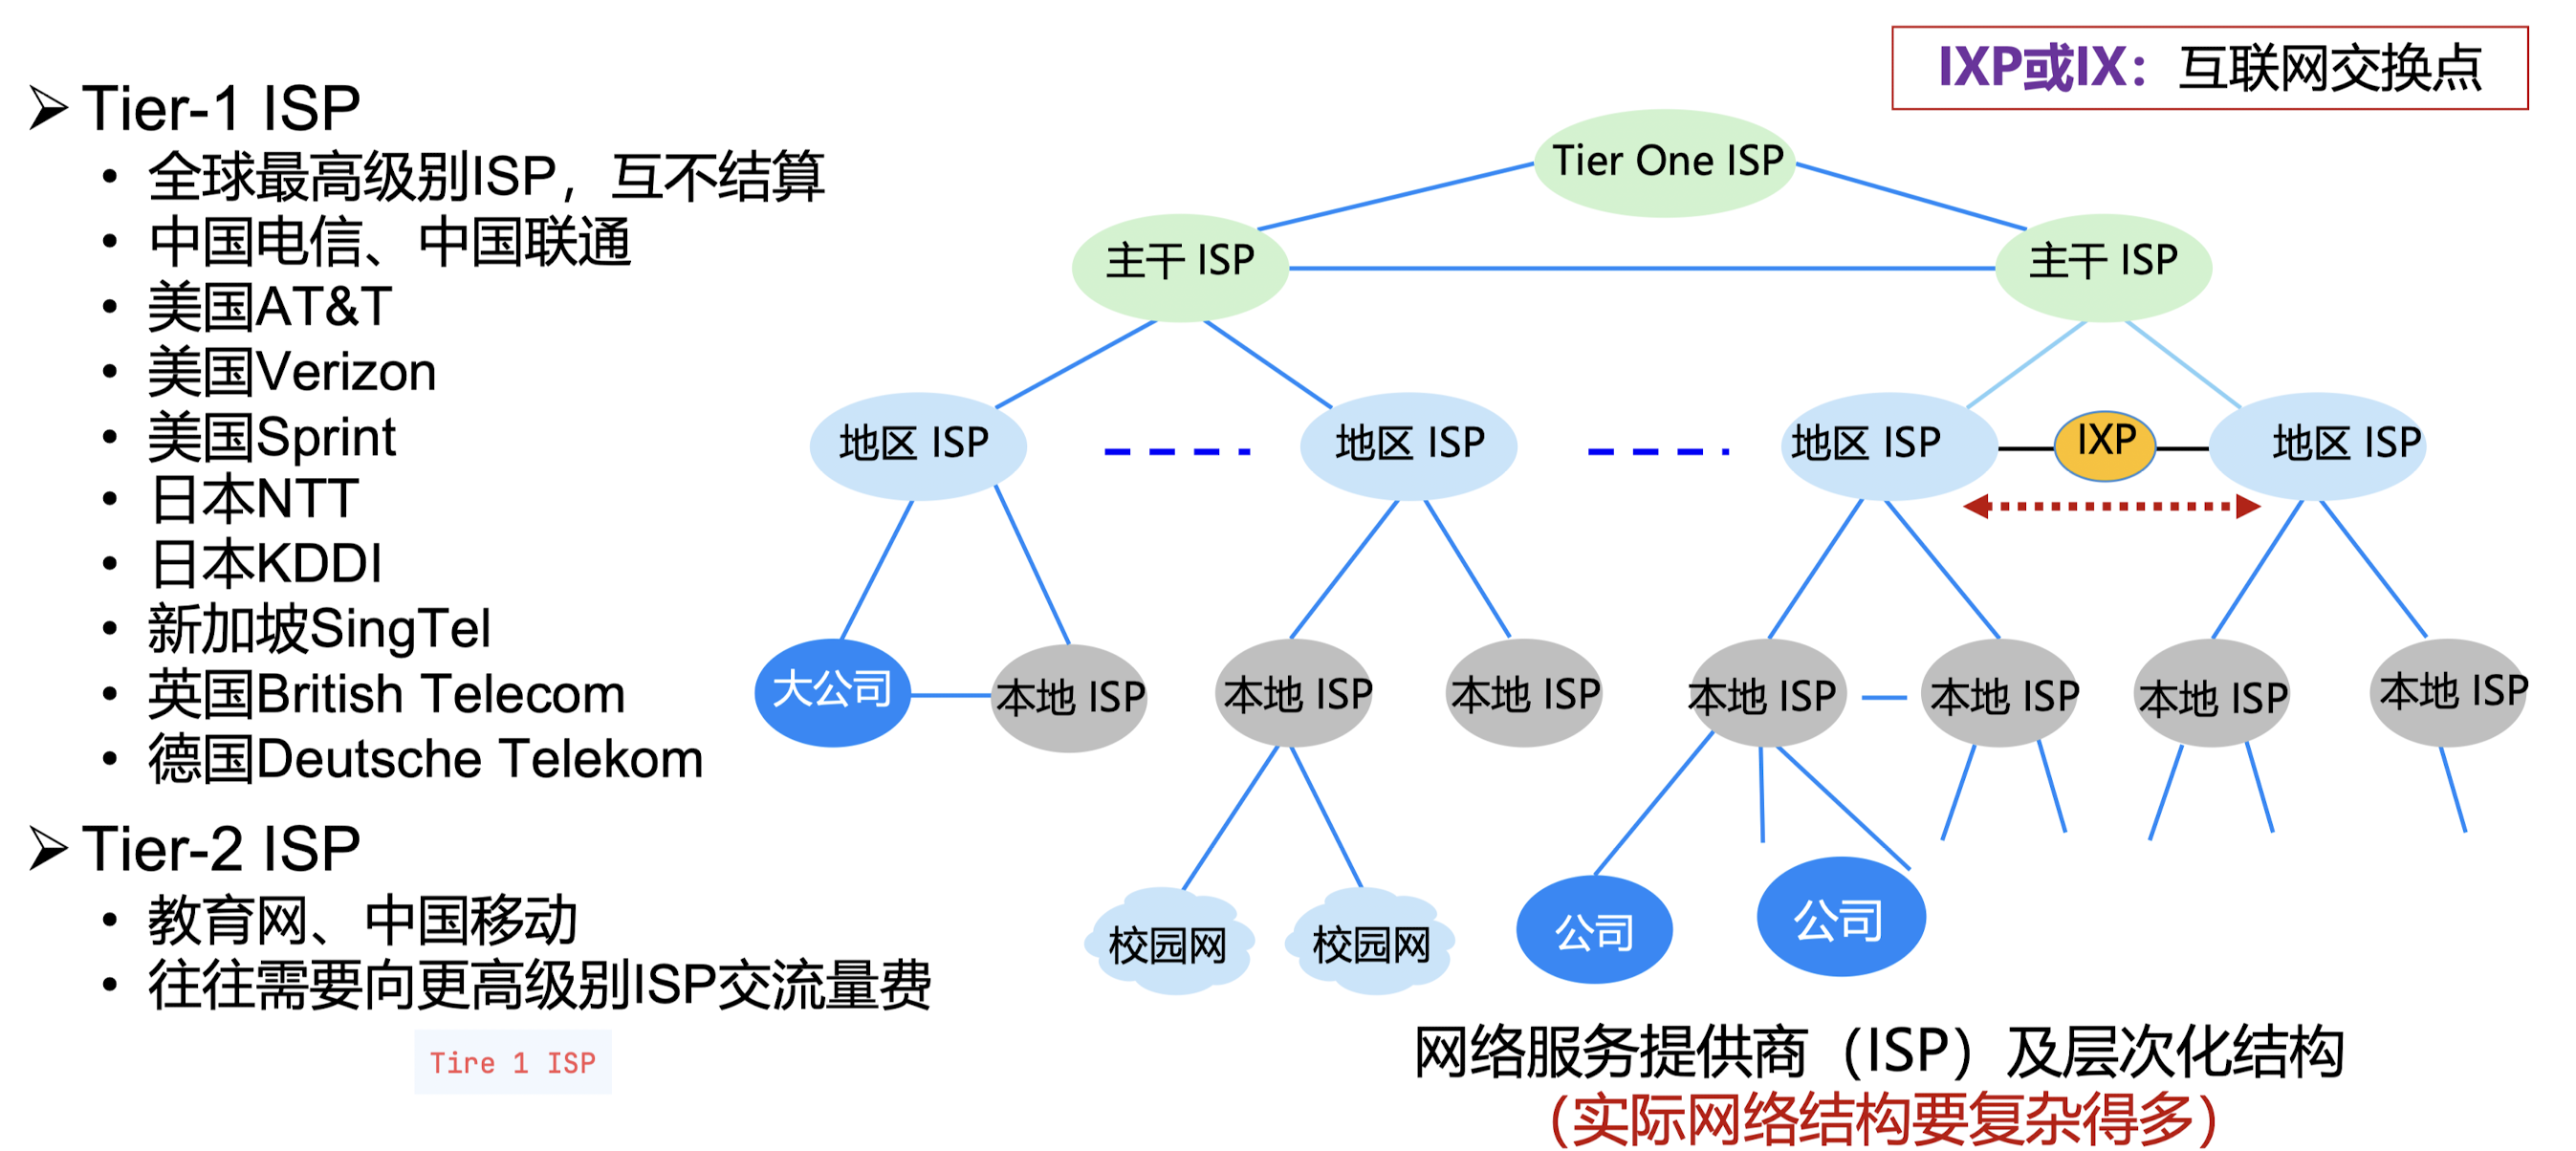 IXP或IX：互联网交换点
Tier-1 ISP
全球最高级别ISP，互不结算
中国电信、中国联通
美国AT&T
美国Verizon
美国Sprint
日本NTT
日本KDDI
新加坡SingTel
英国British Telecom
德国Deutsche Telekom
Tier-2 ISP
教育网、中国移动
往往需要向更高级别ISP交流量费
Tire 1 ISP
Tier One ISP
主干 ISP
主干 ISP
地区 ISP
地区 ISP
地区 ISP
IXP
地区 ISP
大公司
本地 ISP
本地 ISP
本地 ISP
本地 ISP
本地 ISP
本地 ISP
本地 ISP
校园网
校园网
公司
公司
网络服务提供商（ISP）及层次化结构
（实际网络结构要复杂得多）